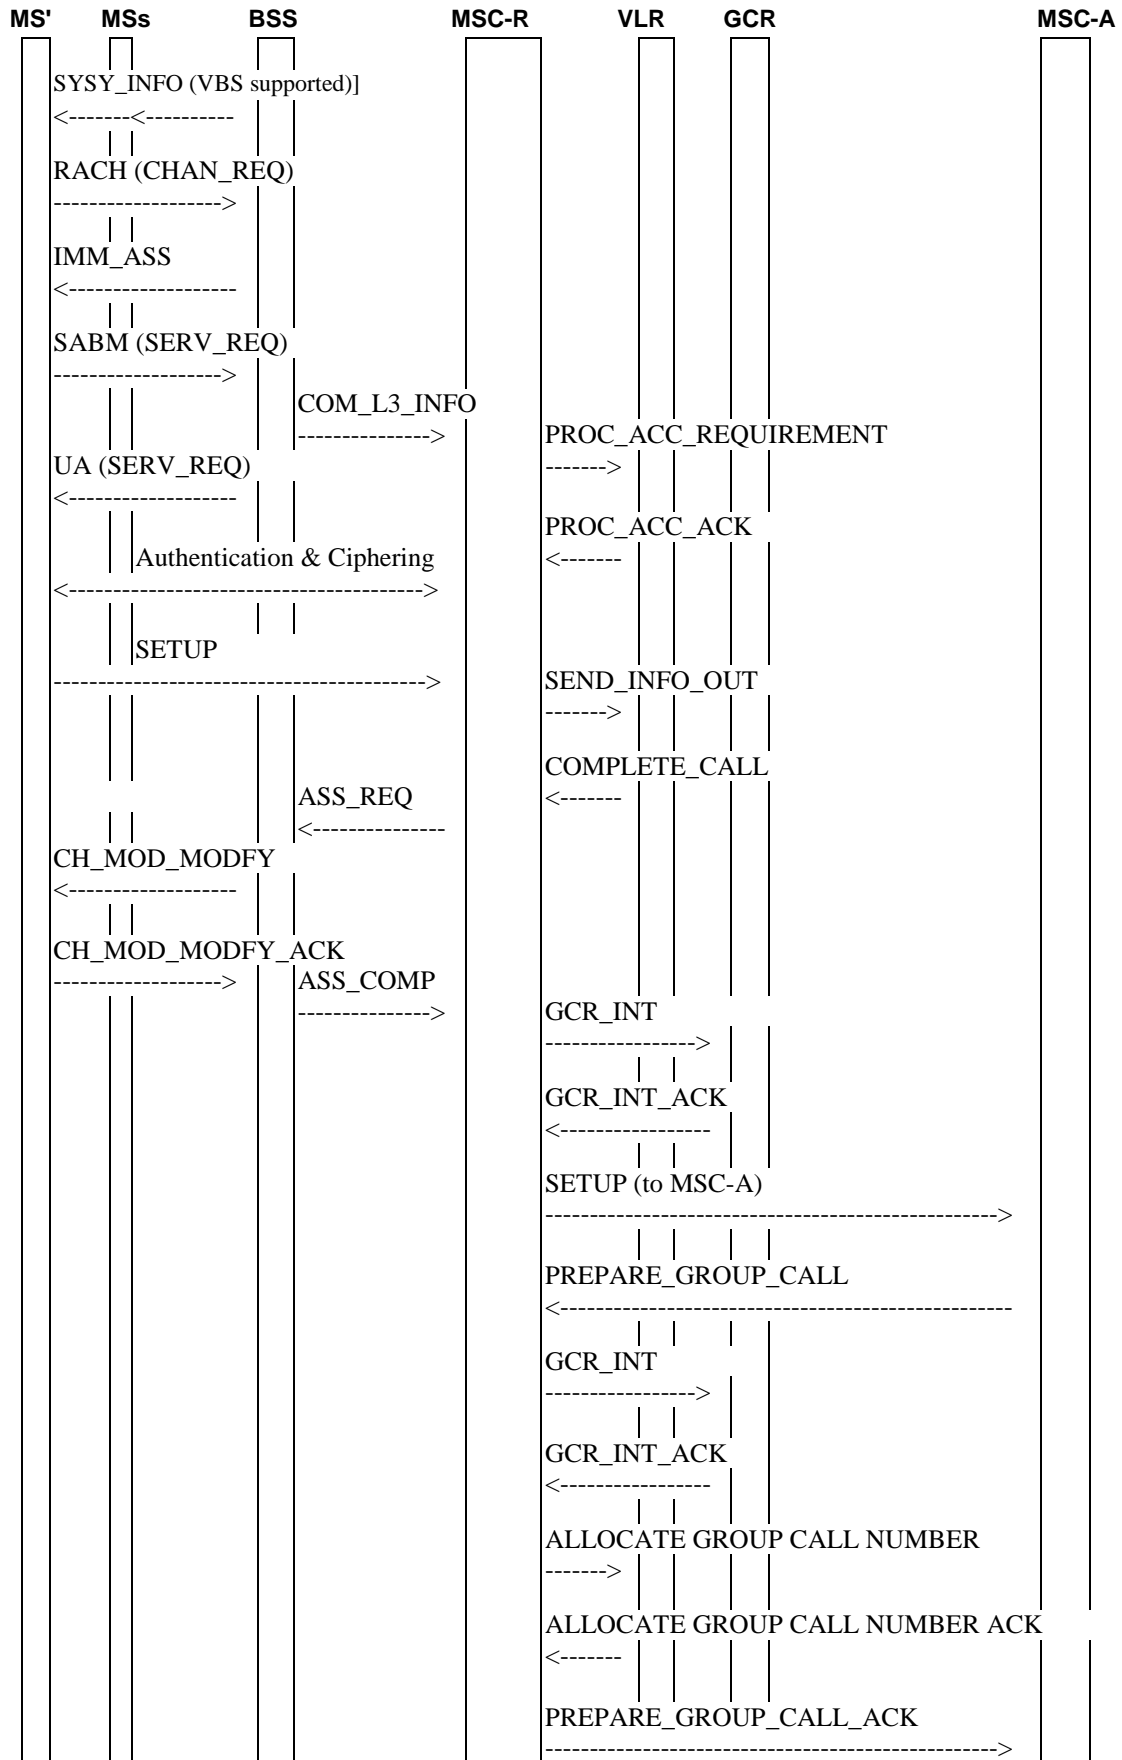 MS' MSs BSS MSC-R VLR GCR MSC-A
SYSY_INFO (VBS supported)]
<-------<----------
RACH (CHAN_REQ)
------------------->
IMM_ASS
<-------------------
SABM (SERV_REQ)
------------------->
COM_L3_INFO
--------------->
PROC_ACC_REQUIREMENT
------->
UA (SERV_REQ)
<-------------------
PROC_ACC_ACK
<-------
Authentication & Ciphering
<---------------------------------------->
SETUP
------------------------------------------>
SEND_INFO_OUT
------->
COMPLETE_CALL
<-------
ASS_REQ
<---------------
CH_MOD_MODFY
<-------------------
CH_MOD_MODFY_ACK
------------------->
ASS_COMP
--------------->
GCR_INT
----------------->
GCR_INT_ACK
<-----------------
SETUP (to MSC-A)
--------------------------------------------------->
PREPARE_GROUP_CALL
<---------------------------------------------------
GCR_INT
----------------->
GCR_INT_ACK
<-----------------
ALLOCATE GROUP CALL NUMBER
------->
ALLOCATE GROUP CALL NUMBER ACK
<-------
PREPARE_GROUP_CALL_ACK
----------------------------------------------------->